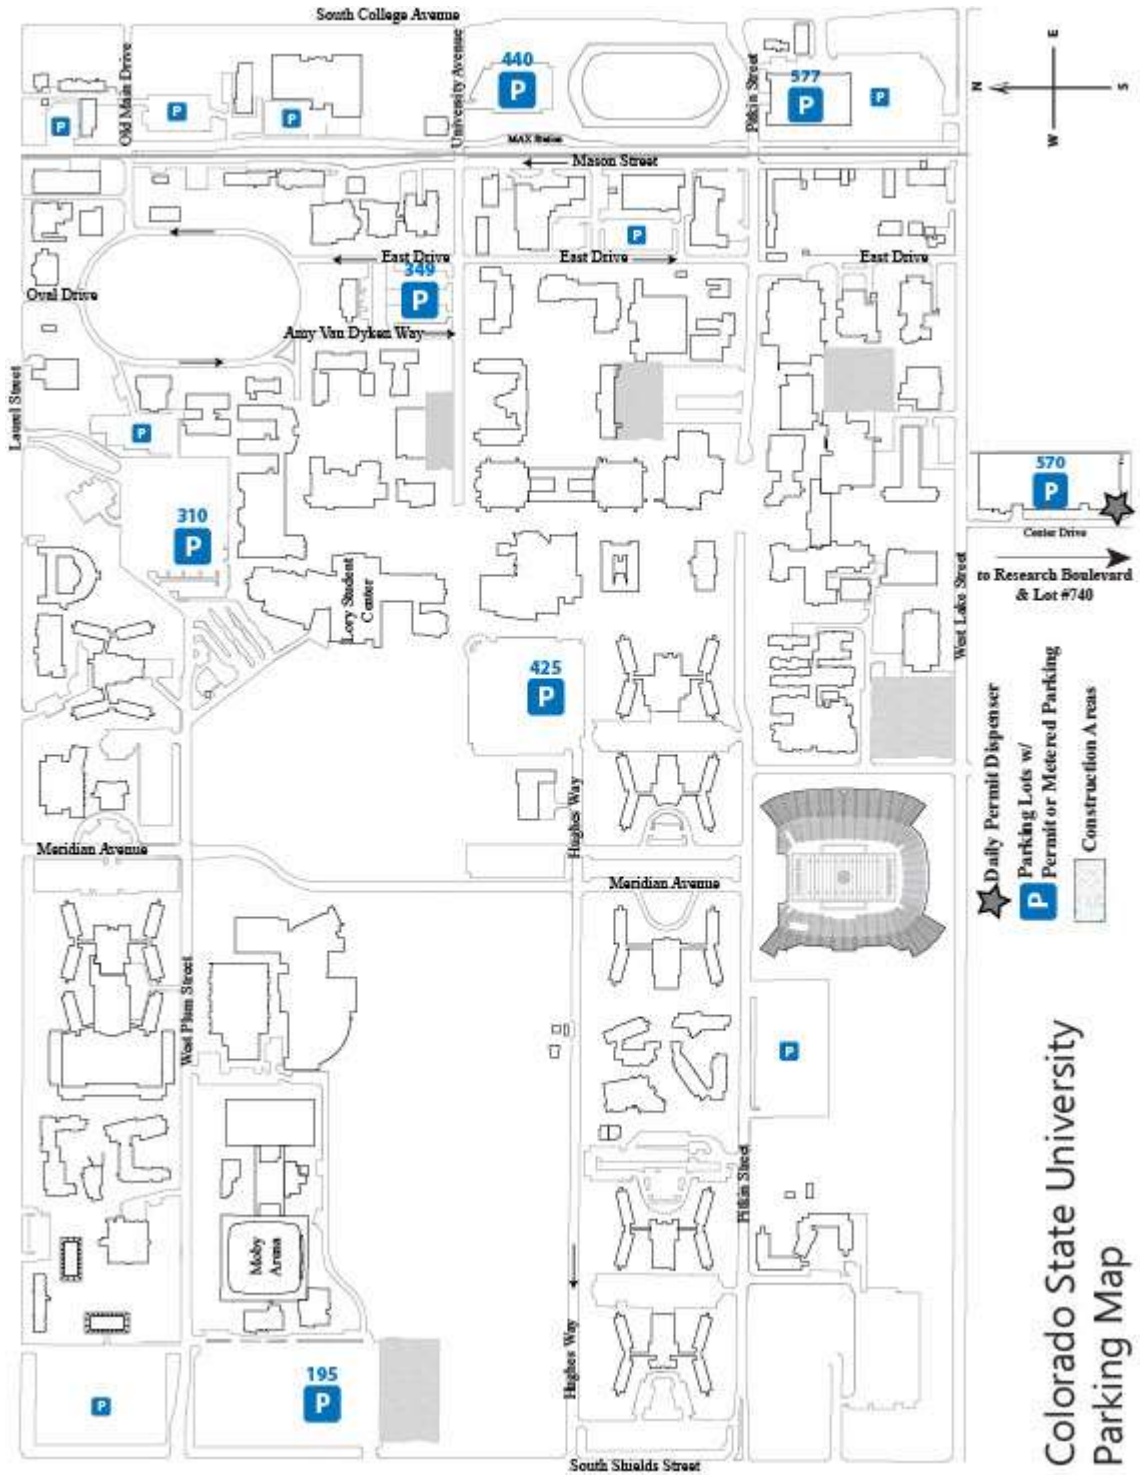 South College Avenue
Old Main Drive
University Avenue
Pitkin Street
440
P
577
P
P
P
P
P
E
N
S
W
MAX Station
Mason Street
P
East Drive
East Drive
East Drive
349
P
Oval Drive
Amy Van Dyken Way
Laurel Street
P
310
P
570
P
Center Drive
to Research Boulevard
& Lot #740
Lory Student
Center
West Lake Street
425
P
Hughes Way
Meridian Avenue
Meridian Avenue
Daily Permit Dispenser
P
Parking Lots w/
Permit or Metered Parking
Construction Areas
West Plum Street
P
Pitkin Street
Moby
Arena
Hughes Way
195
P
P
South Shields Street
Colorado State University
Parking Map